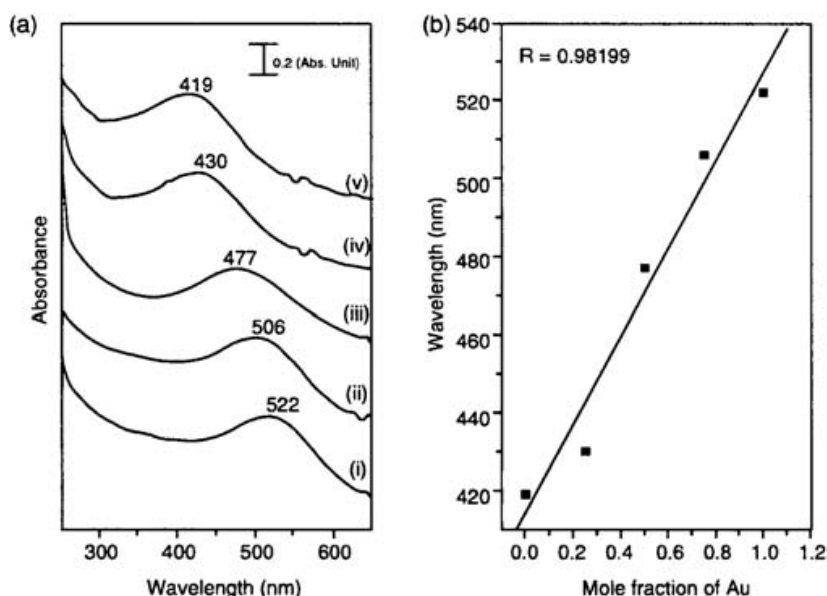 (a)
0.2 (Abs. Unit)
419
(v)
430
(iv)
477
(iii)
506
(ii)
522
(i)
Absorbance
300 400 500 600
Wavelength (nm)
(b)
R = 0.98199
540
520
500
480
460
440
420
Wavelength (nm)
0.0 0.2 0.4 0.6 0.8 1.0 1.2
Mole fraction of Au